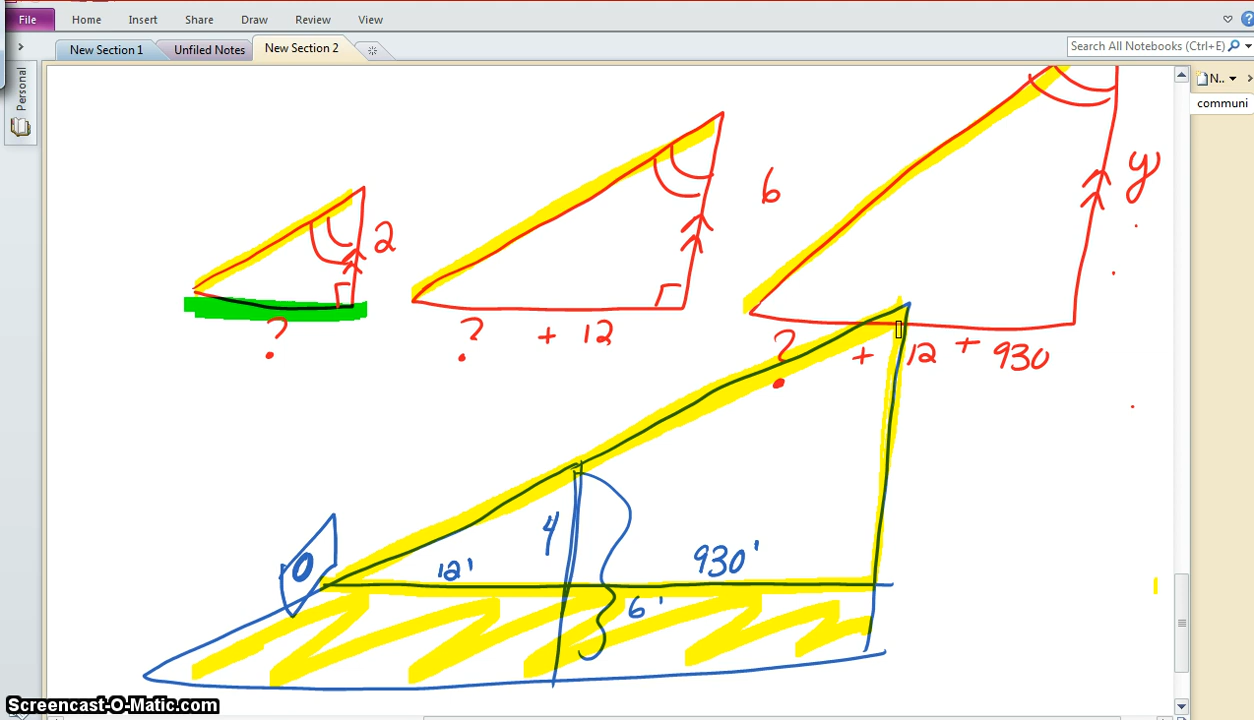 File Home Insert Share Draw Review View
New Section 1 Unfiled Notes New Section 2
Search All Notebooks (Ctrl+E)
Personal
N..
communi
2
6
y
?
? + 12
? + 12 + 930
4
12'
930'
6'
0
Screencast-O-Matic.com